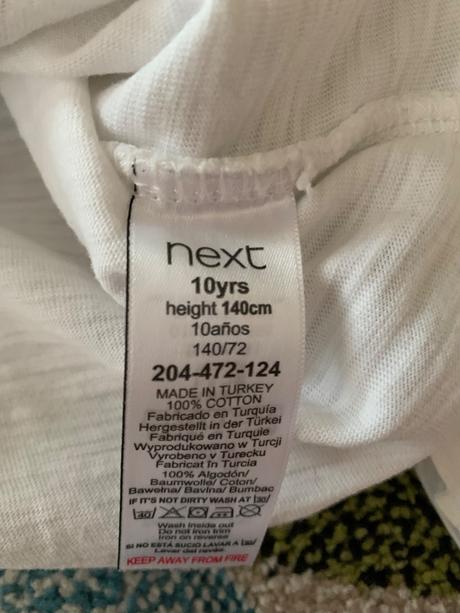 next
10yrs
height 140cm
10años
140/72
204-472-124
MADE IN TURKEY
100% COTTON
Fabricado en Turquía
Hergestellt in der Türkei
Fabriqué en Turquie
Wyprodukowano w Turcji
Vyrobeno v Turecku
Fabricat în Turcia
100% Algodón/
Baumwolle/ Coton/
Bawełna/ Bavlna/ Bumbac
IF IT'S NOT DIRTY WASH AT 30
40
Wash inside out
Do not iron trim
Iron on reverse
SI NO ESTÁ SUCIO LAVAR A 30
Lavar del revés
KEEP AWAY FROM FIRE